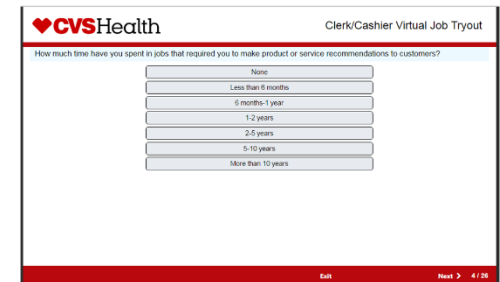 CVSHealth
Clerk/Cashier Virtual Job Tryout
How much time have you spent in jobs that required you to make product or service recommendations to customers?
None
Less than 6 months
6 months-1 year
1-2 years
2-5 years
5-10 years
More than 10 years
Exit
Next > 4 / 26